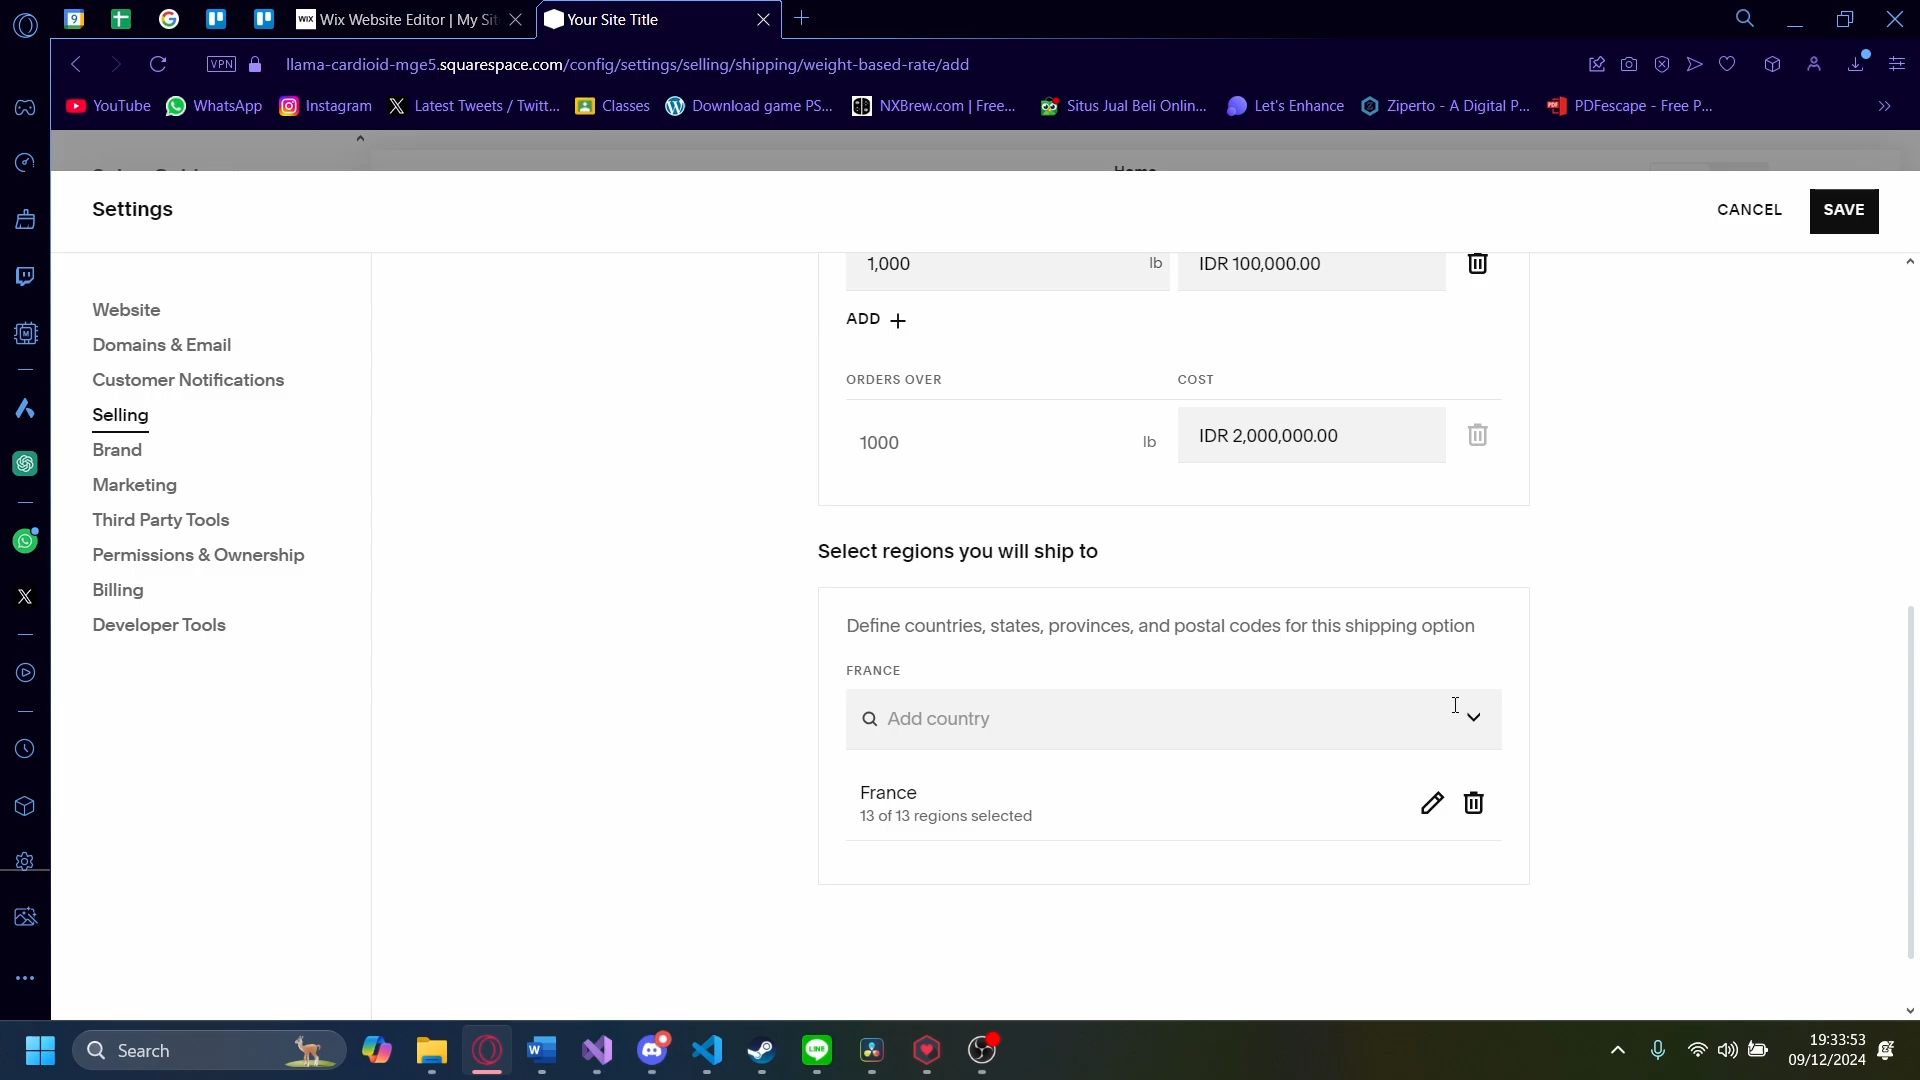 Wix Website Editor | My Sit
Your Site Title
VPN
llama-cardioid-mge5.squarespace.com/config/settings/selling/shipping/weight-based-rate/add
YouTube
WhatsApp
Instagram
Latest Tweets / Twitt...
Classes
Download game PS...
NXBrew.com | Free...
Situs Jual Beli Onlin...
Let's Enhance
Ziperto - A Digital P...
PDFescape - Free P...
Settings
CANCEL
SAVE
Website
Domains & Email
Customer Notifications
Selling
Brand
Marketing
Third Party Tools
Permissions & Ownership
Billing
Developer Tools
1,000 lb IDR 100,000.00
ADD +
ORDERS OVER COST
1000 lb IDR 2,000,000.00
Select regions you will ship to
Define countries, states, provinces, and postal codes for this shipping option
FRANCE
Add country
France
13 of 13 regions selected
Search
19:33:53
09/12/2024